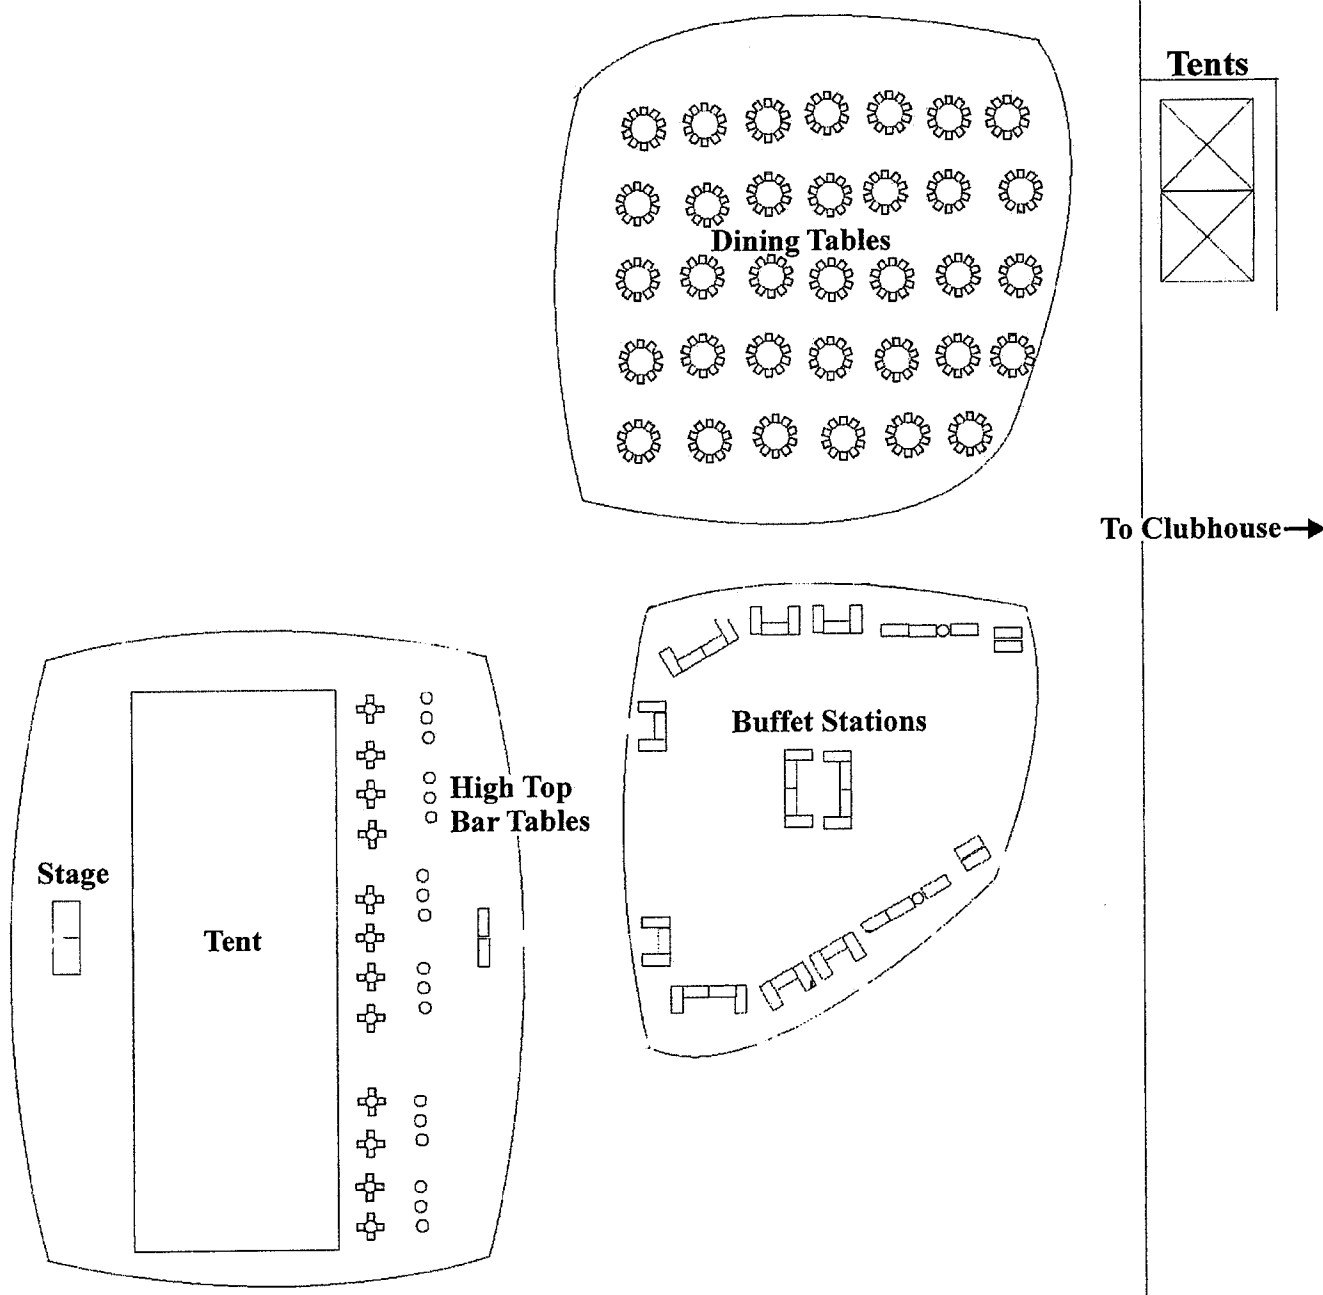 Tents
Dining Tables
To Clubhouse
Buffet Stations
High Top
Bar Tables
Stage
Tent